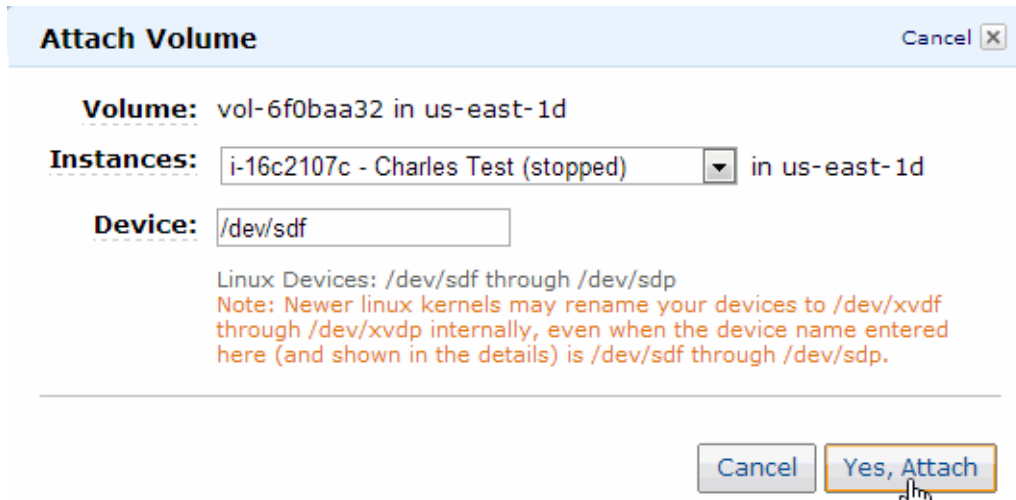 Attach Volume
Cancel
Volume: vol-6f0baa32 in us-east-1d
Instances: i-16c2107c - Charles Test (stopped) in us-east-1d
Device: /dev/sdf
Linux Devices: /dev/sdf through /dev/sdp
Note: Newer linux kernels may rename your devices to /dev/xvdf
through /dev/xvdp internally, even when the device name entered
here (and shown in the details) is /dev/sdf through /dev/sdp.
Cancel Yes, Attach